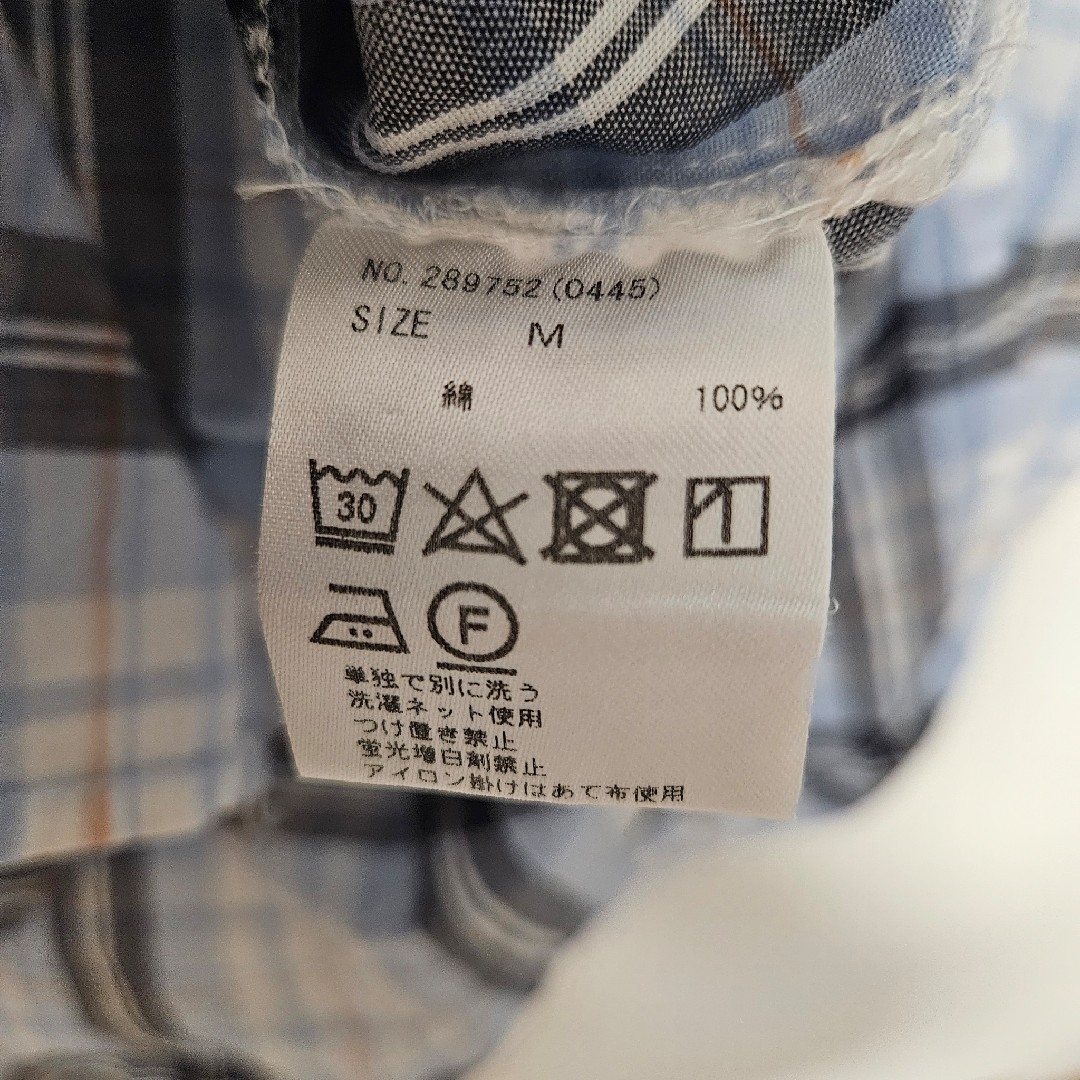 NO. 289752 (0445)
SIZE M
綿 100%
30
F
単独で別に洗う
洗濯ネット使用
つけ置き禁止
蛍光増白剤禁止
アイロン掛けはあて布使用